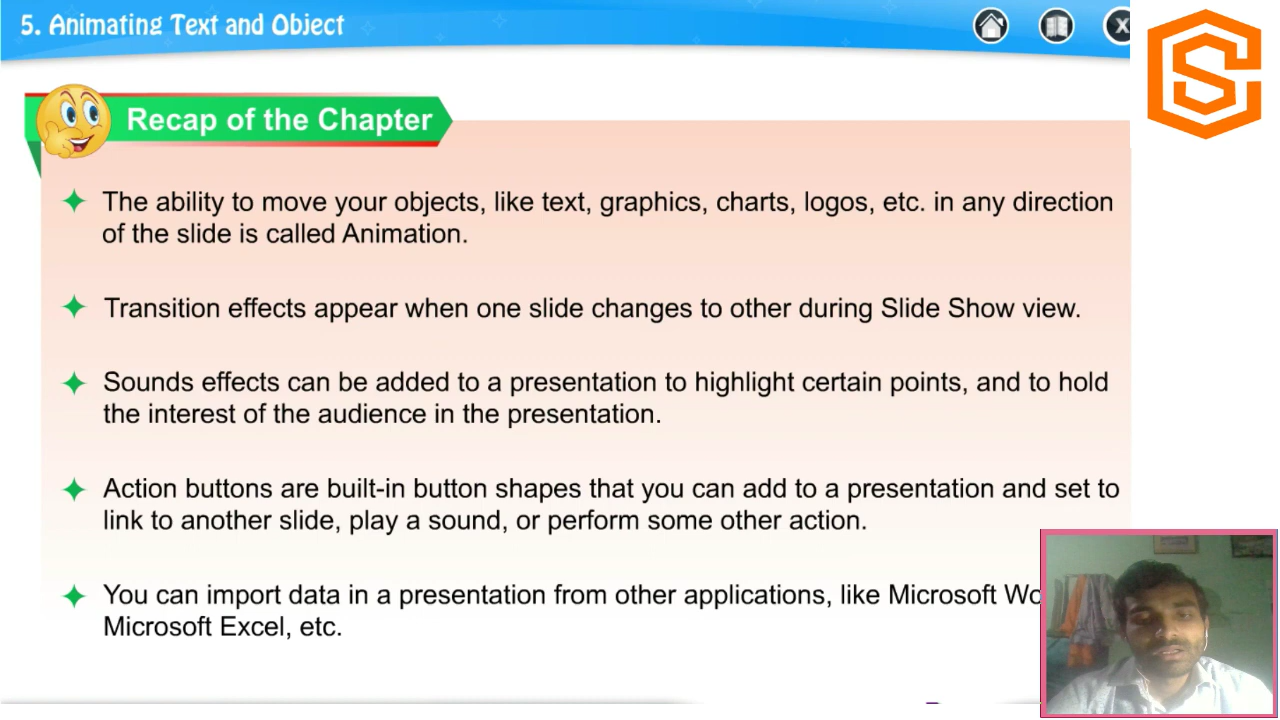 5. Animating Text and Object
X
Recap of the Chapter
The ability to move your objects, like text, graphics, charts, logos, etc. in any direction
of the slide is called Animation.
Transition effects appear when one slide changes to other during Slide Show view.
Sounds effects can be added to a presentation to highlight certain points, and to hold
the interest of the audience in the presentation.
Action buttons are built-in button shapes that you can add to a presentation and set to
link to another slide, play a sound, or perform some other action.
You can import data in a presentation from other applications, like Microsoft
Microsoft Excel, etc.